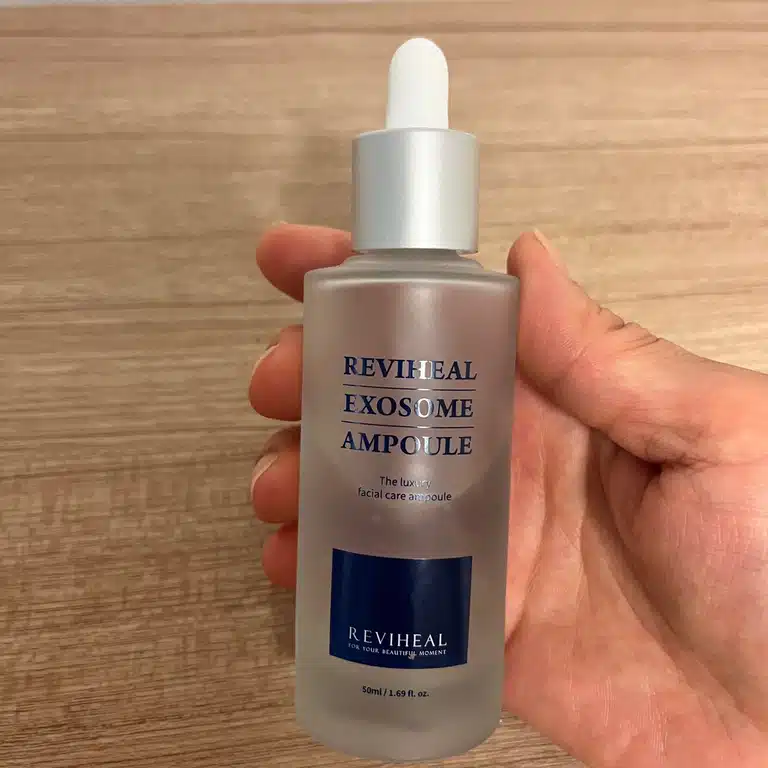 REVIHEAL
EXOSOME
AMPOULE
The luxury
facial care ampoule
REVIHEAL
FOR YOUR BEAUTIFUL MOMENT
50ml / 1.69 fl. oz.